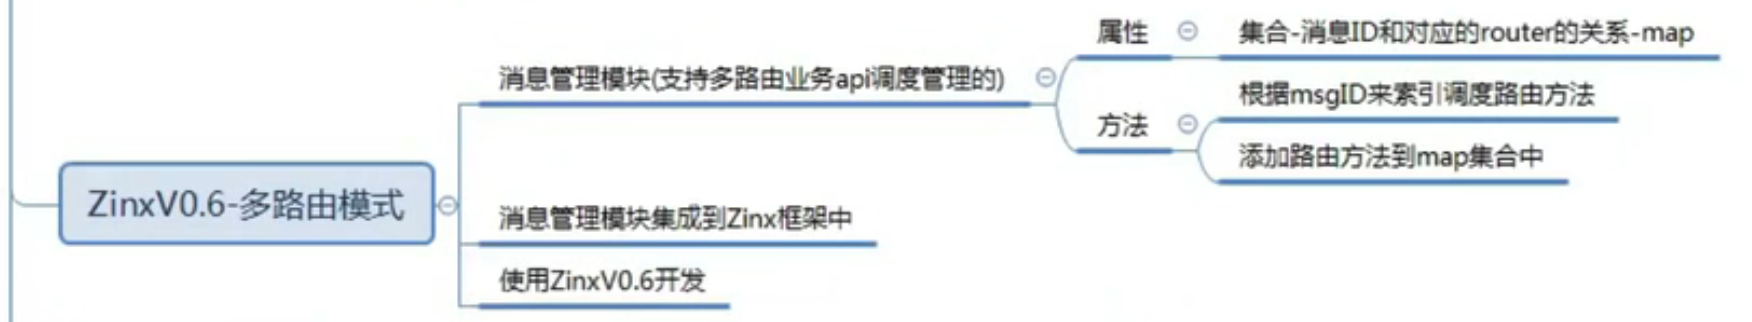 ZinxV0.6-多路由模式
消息管理模块(支持多路由业务api调度管理的)
属性
集合-消息ID和对应的router的关系-map
方法
根据msgID来索引调度路由方法
添加路由方法到map集合中
消息管理模块集成到Zinx框架中
使用ZinxV0.6开发